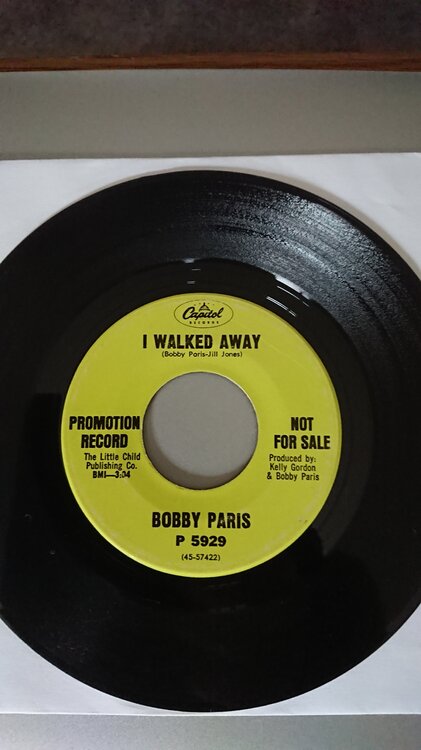 Capitol
RECORDS
I WALKED AWAY
(Bobby Paris-Jill Jones)
PROMOTION
RECORD
The Little Child
Publishing Co.
BMI—3:04
NOT
FOR SALE
Produced by:
Kelly Gordon
& Bobby Paris
BOBBY PARIS
P 5929
(45-57422)